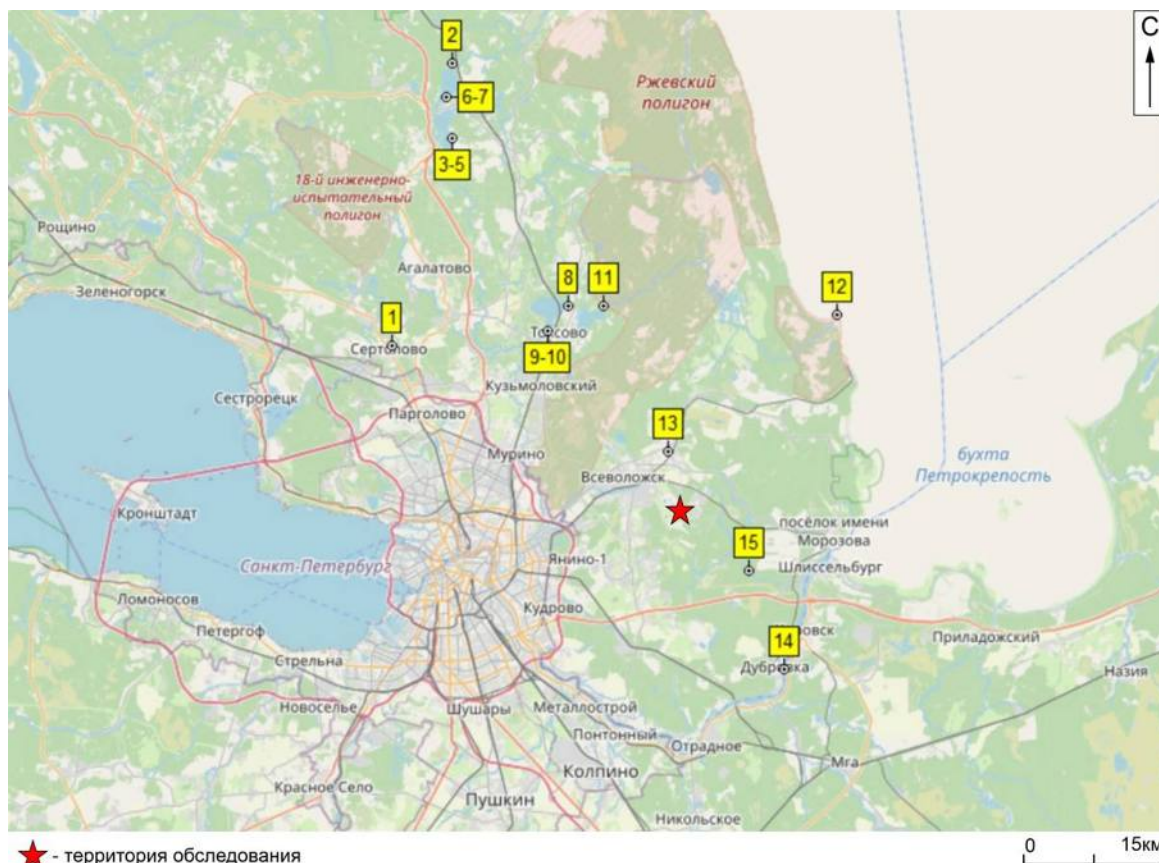 С
2
Ржевский
полигон
6-7
3-5
18-й инженерно-
испытательный
полигон
Рощино
Агалатово
8
11
12
Зеленогорск
1
Сертолово
9-10
Кузьмоловский
Сестрорецк
Парголово
13
Мурино
Всеволожск
бухта
Петрокрепость
Кронштадт
посёлок имени
Морозова
15
Янино-1
Санкт-Петербург
Шлиссельбург
Ломоносов
Кудрово
Петергоф
14
Приладожский
Стрельна
Назия
Новоселье
Шушары
Металлострой
Понтонный
Отрадное
Мга
Колпино
Красное Село
Пушкин
Никольское
- территория обследования
0
15км